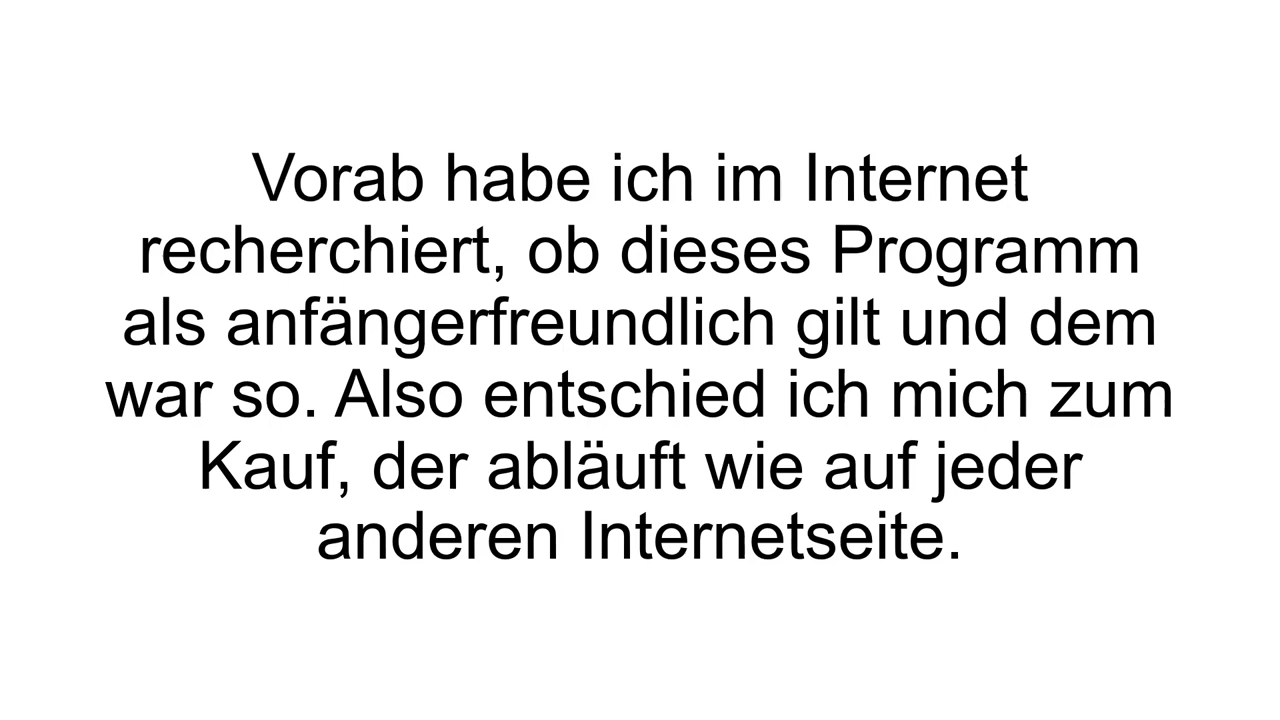 Vorab habe ich im Internet
recherchiert, ob dieses Programm
als anfängerfreundlich gilt und dem
war so. Also entschied ich mich zum
Kauf, der abläuft wie auf jeder
anderen Internetseite.